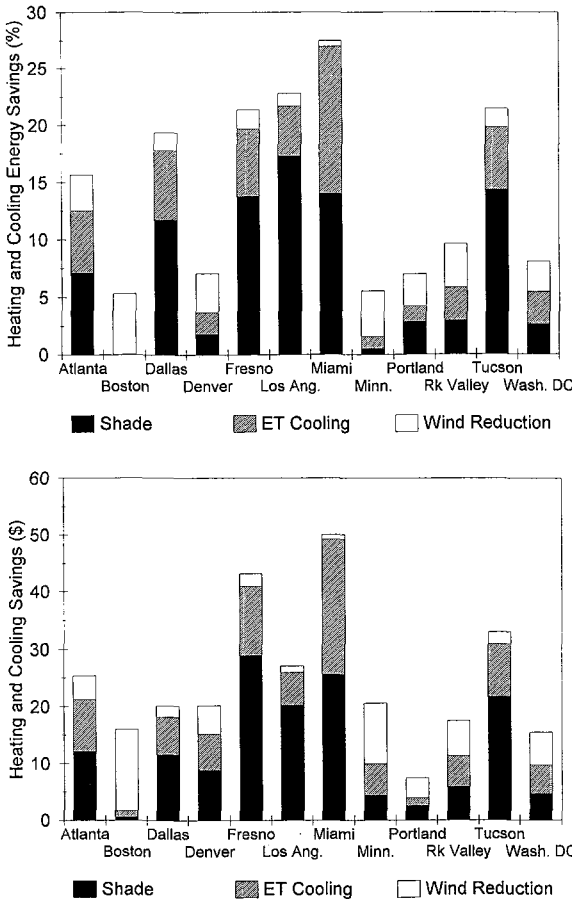 Heating and Cooling Energy Savings (%)
30
25
20
15
10
5
0
Atlanta Dallas Fresno Miami Portland Tucson
Boston Denver Los Ang. Minn. Rk Valley Wash. DC
Shade ET Cooling Wind Reduction
Heating and Cooling Savings ($)
60
50
40
30
20
10
0
Atlanta Dallas Fresno Miami Portland Tucson
Boston Denver Los Ang. Minn. Rk Valley Wash. DC
Shade ET Cooling Wind Reduction